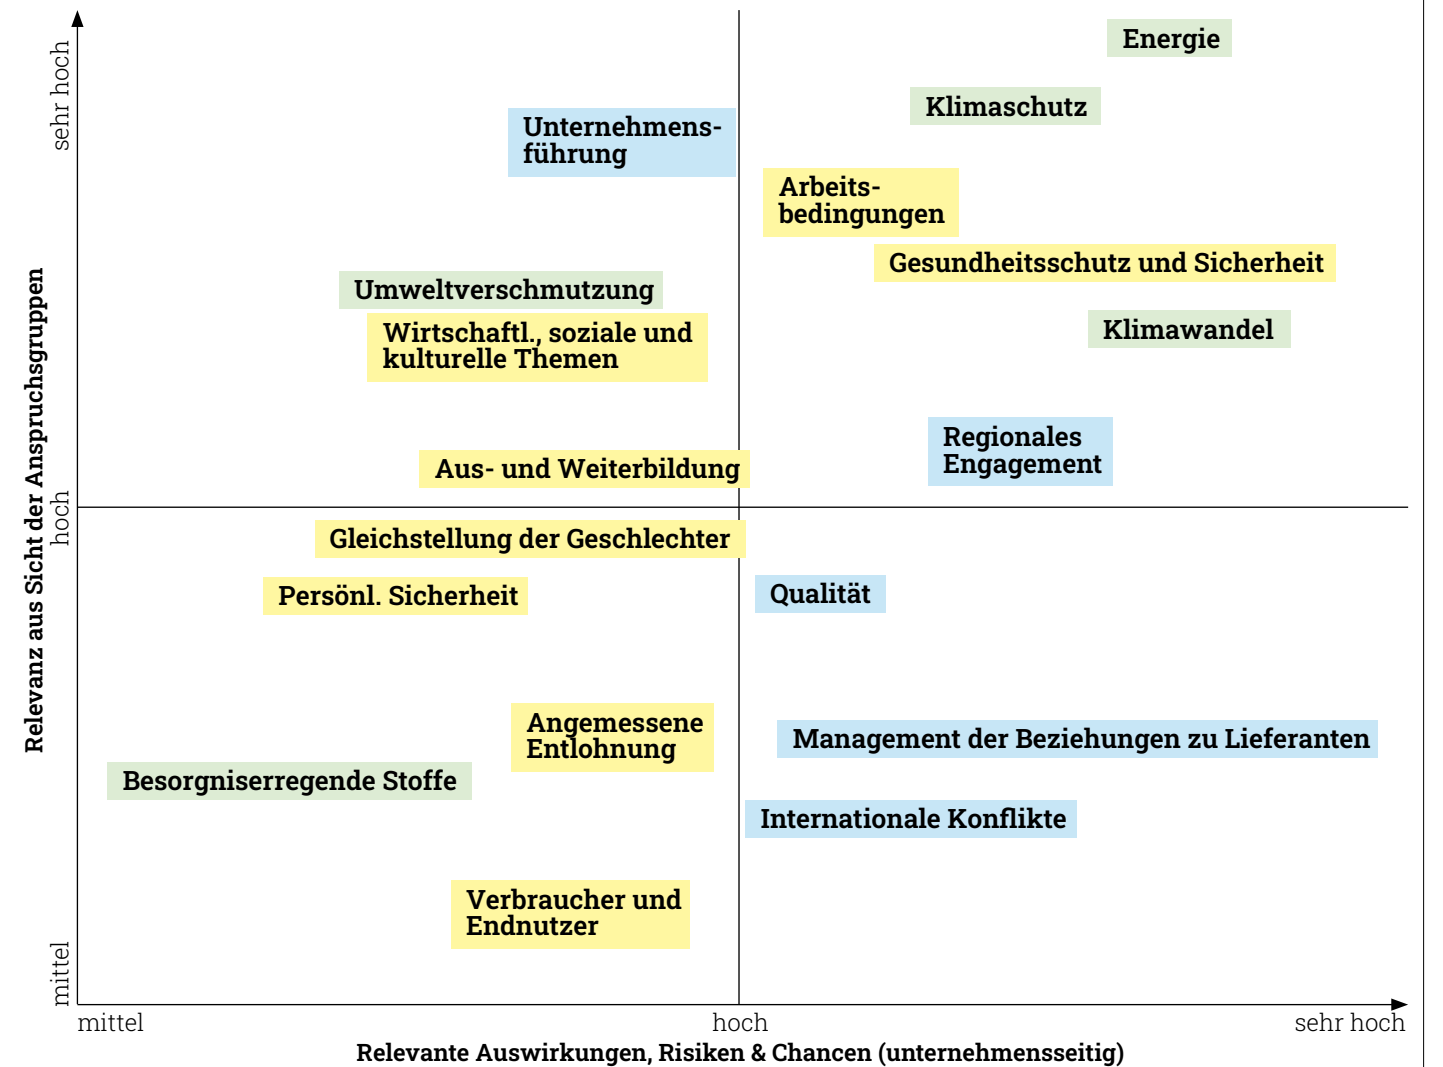 sehr hoch
Energie
Klimaschutz
Unternehmens-
führung
Arbeits-
bedingungen
Gesundheitsschutz und Sicherheit
Umweltverschmutzung
Wirtschaftl., soziale und
kulturelle Themen
Klimawandel
Regionales
Engagement
Aus- und Weiterbildung
Relevanz aus Sicht der Anspruchsgruppen
hoch
Gleichstellung der Geschlechter
Persönl. Sicherheit
Qualität
Angemessene
Entlohnung
Management der Beziehungen zu Lieferanten
Besorgniserregende Stoffe
Internationale Konflikte
Verbraucher und
Endnutzer
mittel
mittel
hoch
sehr hoch
Relevante Auswirkungen, Risiken & Chancen (unternehmensseitig)